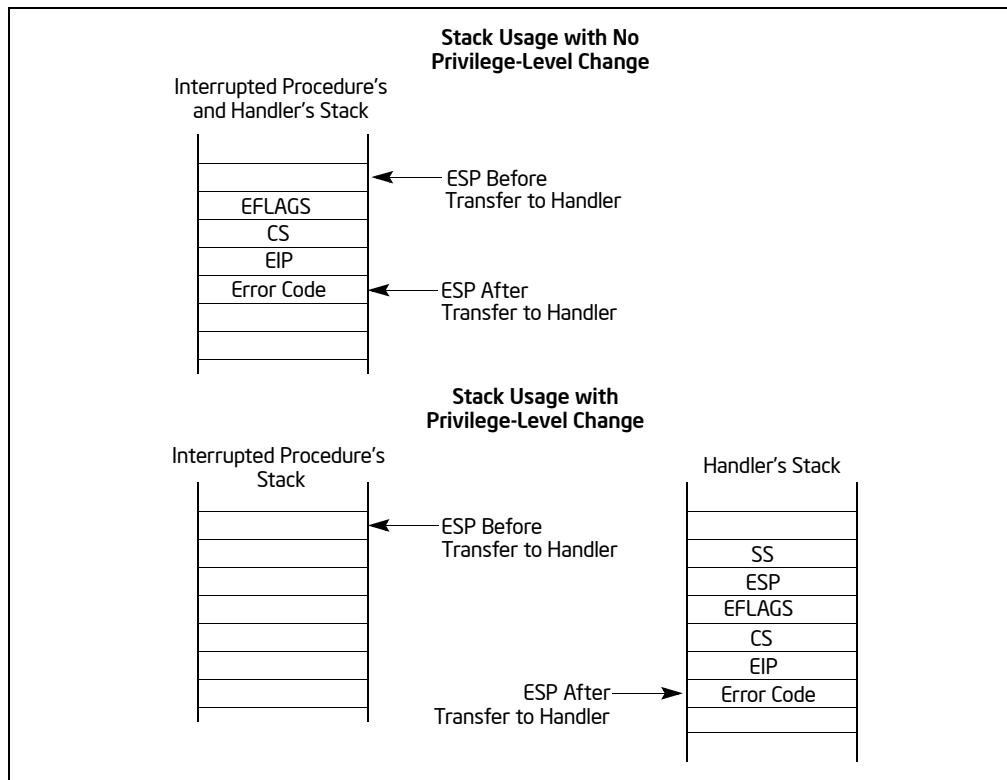 Stack Usage with No
Privilege-Level Change
Interrupted Procedure's
and Handler's Stack
ESP Before
Transfer to Handler
EFLAGS
CS
EIP
Error Code
ESP After
Transfer to Handler
Stack Usage with
Privilege-Level Change
Interrupted Procedure's
Stack
Handler's Stack
ESP Before
Transfer to Handler
SS
ESP
EFLAGS
CS
EIP
ESP After
Transfer to Handler
Error Code